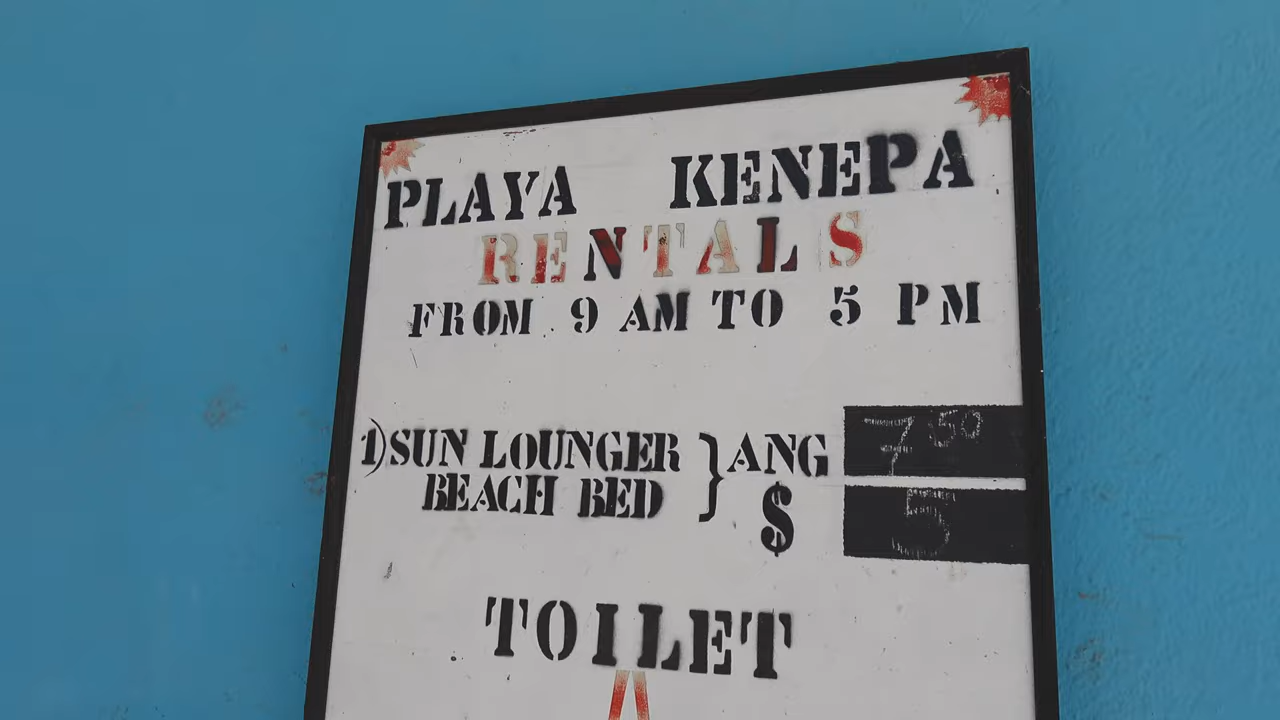 PLAYA KENEPA
RENTALS
FROM 9 AM TO 5 PM
1) SUN LOUNGER
BEACH BED
} ANG 7 50
$ 5
TOILET